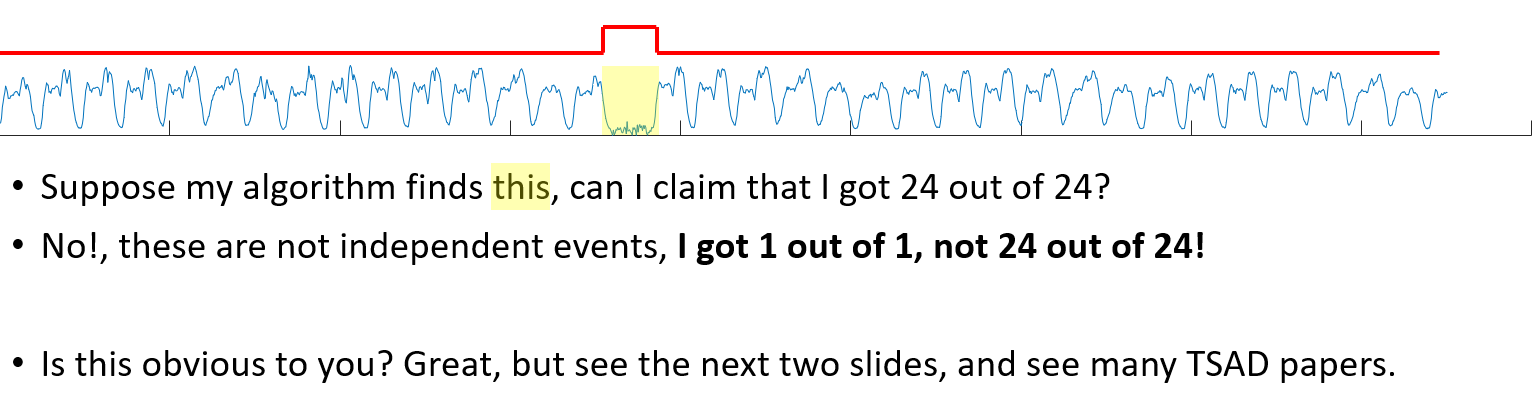 • Suppose my algorithm finds this, can I claim that I got 24 out of 24?
• No!, these are not independent events, I got 1 out of 1, not 24 out of 24!
• Is this obvious to you? Great, but see the next two slides, and see many TSAD papers.